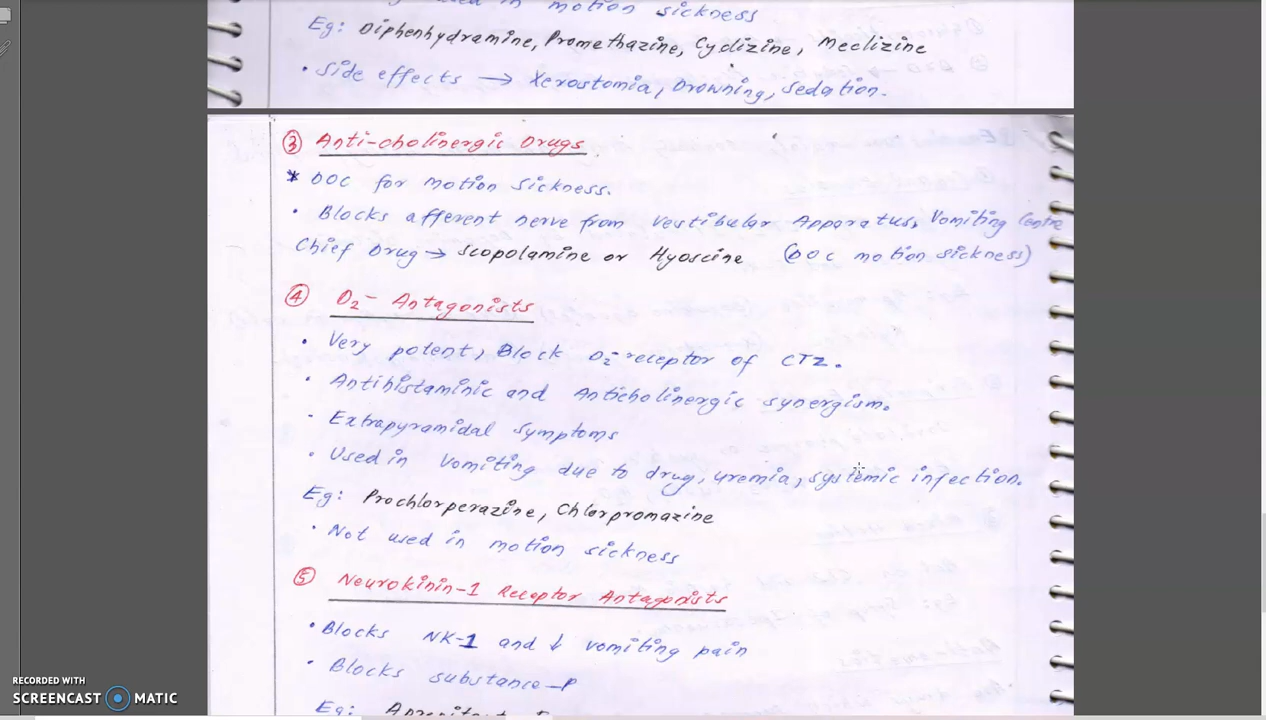 in motion sickness
Eg: Diphenhydramine, Promethazine, Cyclizine, Meclizine
• Side effects → Xerostomia, Drowning, Sedation.
③ Anti-cholinergic Drugs
* DOC for motion sickness.
• Blocks afferent nerve from vestibular Apparatus, Vomiting Centre
Chief Drug → Scopolamine or Hyoscine (DOC motion sickness)
④ D₂- Antagonists
• Very potent, Block D₂-receptor of CTZ.
• Antihistaminic and Anticholinergic synergism.
• Extrapyramidal Symptoms
• Used in vomiting due to drug, uremia, systemic infection.
Eg: Prochlorperazine, Chlorpromazine
• Not used in motion sickness
⑤ Neurokinin-1 Receptor Antagonists
• Blocks NK-1 and ↓ vomiting pain
• Blocks substance-P
Eg:
RECORDED WITH
SCREENCAST MATIC